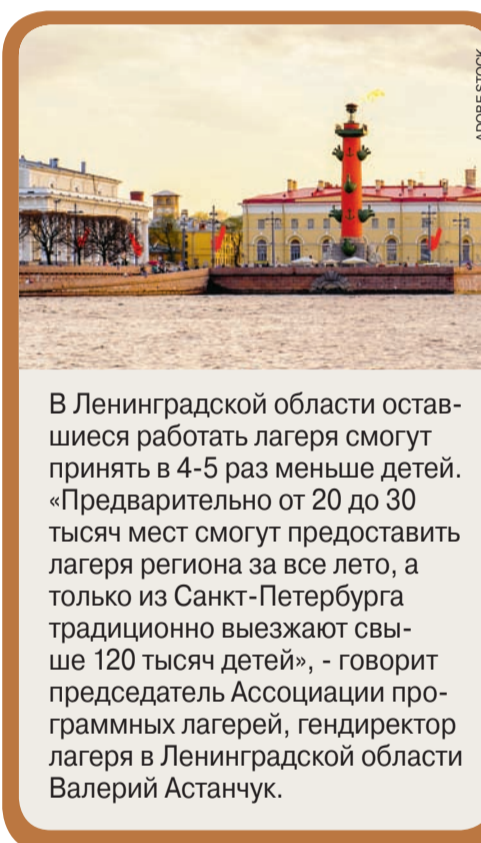 ADOBE STOCK
В Ленинградской области остав-
шиеся работать лагеря смогут
принять в 4-5 раз меньше детей.
«Предварительно от 20 до 30
тысяч мест смогут предоставить
лагеря региона за все лето, а
только из Санкт-Петербурга
традиционно выезжают свы-
ше 120 тысяч детей», - говорит
председатель Ассоциации про-
граммных лагерей, гендиректор
лагеря в Ленинградской области
Валерий Астанчук.